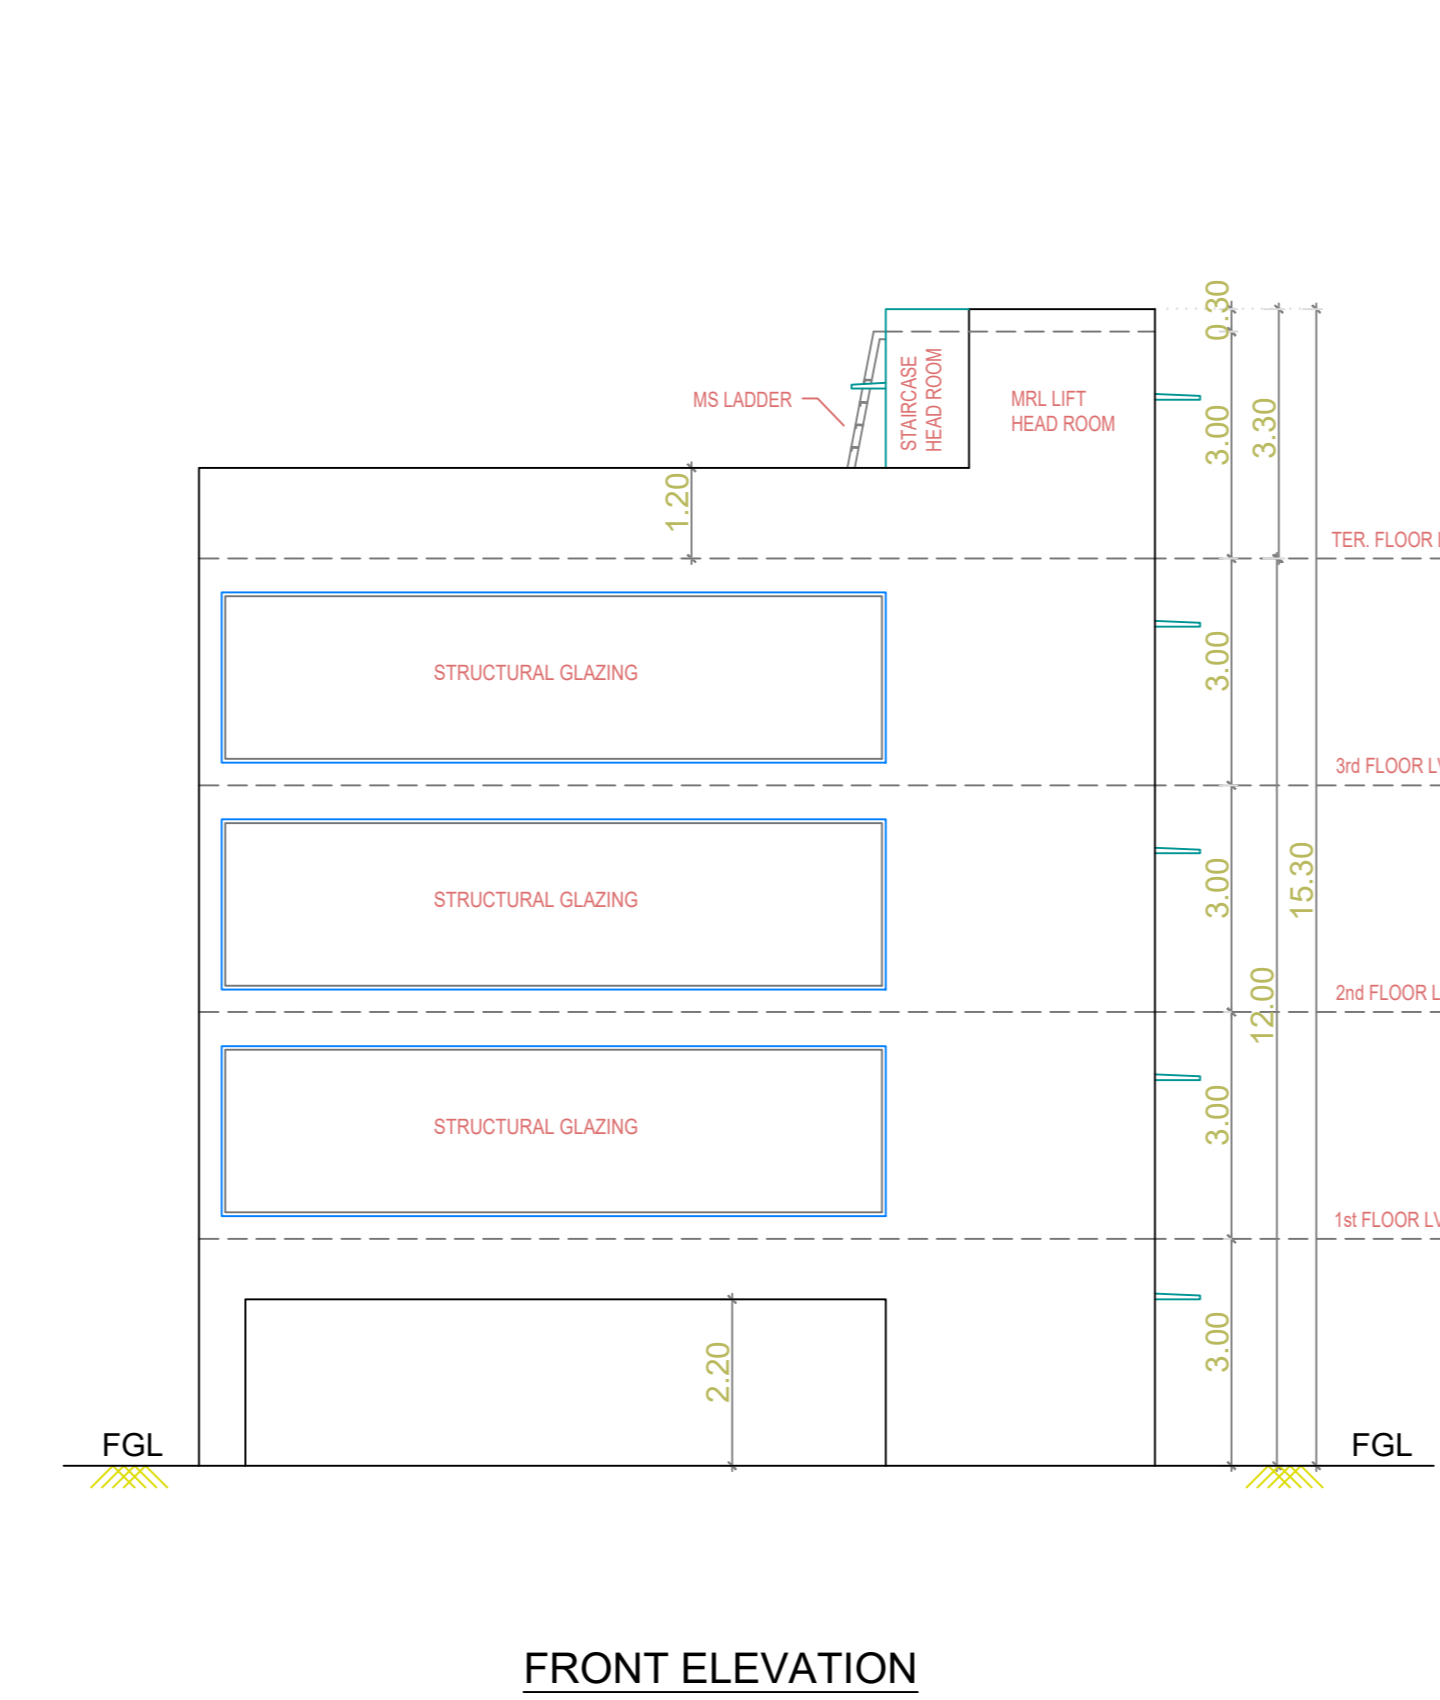 0.30
STAIRCASE
HEAD ROOM
MS LADDER
MRL LIFT
HEAD ROOM
3.00
3.30
1.20
TER. FLOOR
STRUCTURAL GLAZING
3.00
3rd FLOOR LV
STRUCTURAL GLAZING
3.00
15.30
2nd FLOOR L
12.00
STRUCTURAL GLAZING
3.00
1st FLOOR LV
2.20
3.00
FGL
FGL
FRONT ELEVATION